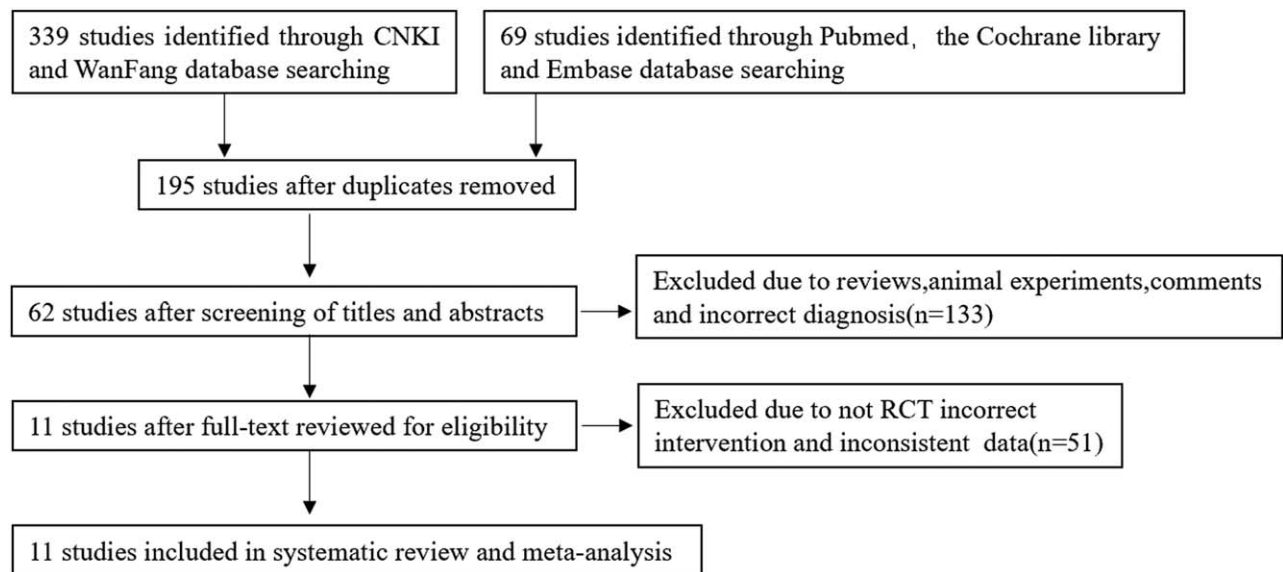 339 studies identified through CNKI
and WanFang database searching
69 studies identified through Pubmed, the Cochrane library
and Embase database searching
195 studies after duplicates removed
62 studies after screening of titles and abstracts
Excluded due to reviews,animal experiments,comments
and incorrect diagnosis(n=133)
11 studies after full-text reviewed for eligibility
Excluded due to not RCT incorrect
intervention and inconsistent data(n=51)
11 studies included in systematic review and meta-analysis